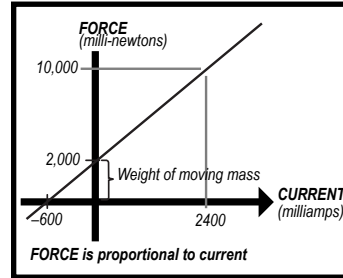 FORCE
(milli-newtons)
10,000
2,000
Weight of moving mass
CURRENT
(milliamps)
–600
2400
FORCE is proportional to current